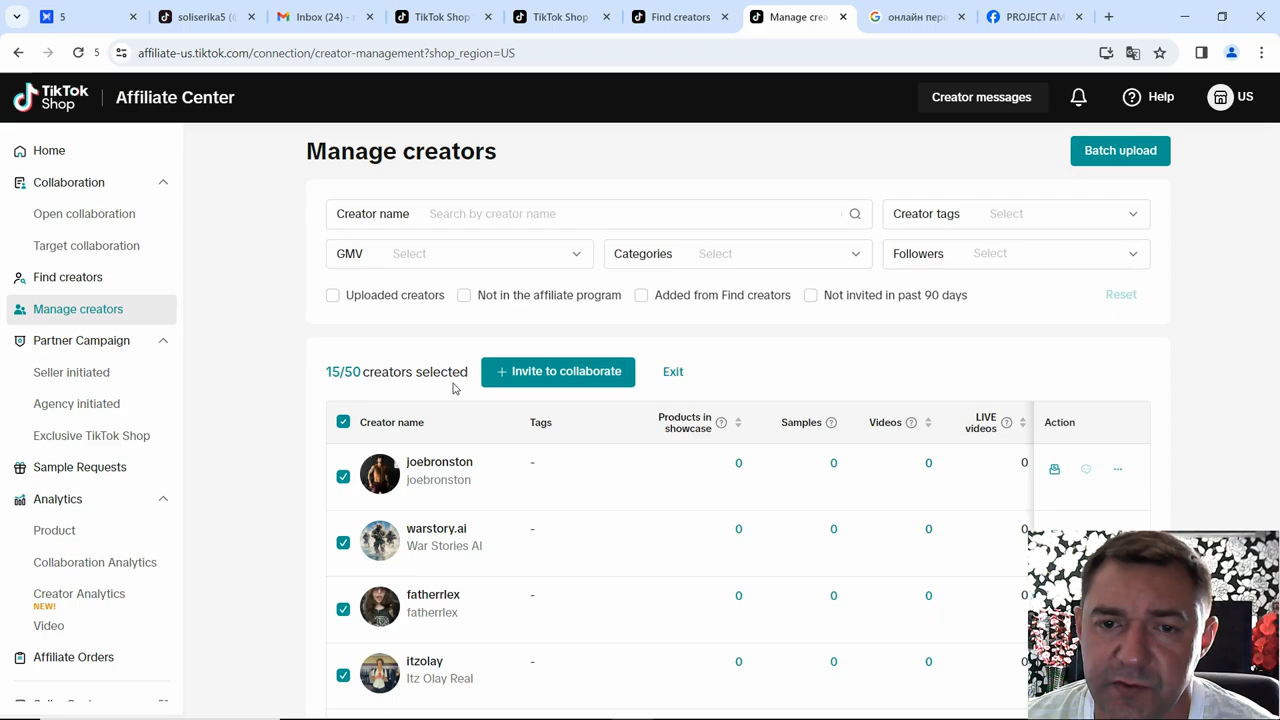 5
soliserika5 (@
Inbox (24) -
TikTok Shop
TikTok Shop
Find creators
Manage crea
онлайн пере
PROJECT AM
5
affiliate-us.tiktok.com/connection/creator-management?shop_region=US
TikTok
Shop
Affiliate Center
Creator messages
Help
US
Home
Collaboration
Open collaboration
Target collaboration
Find creators
Manage creators
Partner Campaign
Seller initiated
Agency initiated
Exclusive TikTok Shop
Sample Requests
Analytics
Product
Collaboration Analytics
Creator Analytics
NEW!
Video
Affiliate Orders
Manage creators
Batch upload
Creator name Search by creator name
Creator tags Select
GMV Select
Categories Select
Followers Select
Uploaded creators
Not in the affiliate program
Added from Find creators
Not invited in past 90 days
Reset
15/50 creators selected
+ Invite to collaborate
Exit
Creator name
Tags
Products in
showcase
Samples
Videos
LIVE
videos
Action
joebronston
joebronston
- 0 0 0 0
warstory.ai
War Stories AI
- 0 0 0 0
fatherrlex
fatherrlex
- 0 0 0 0
itzolay
Itz Olay Real
- 0 0 0 0